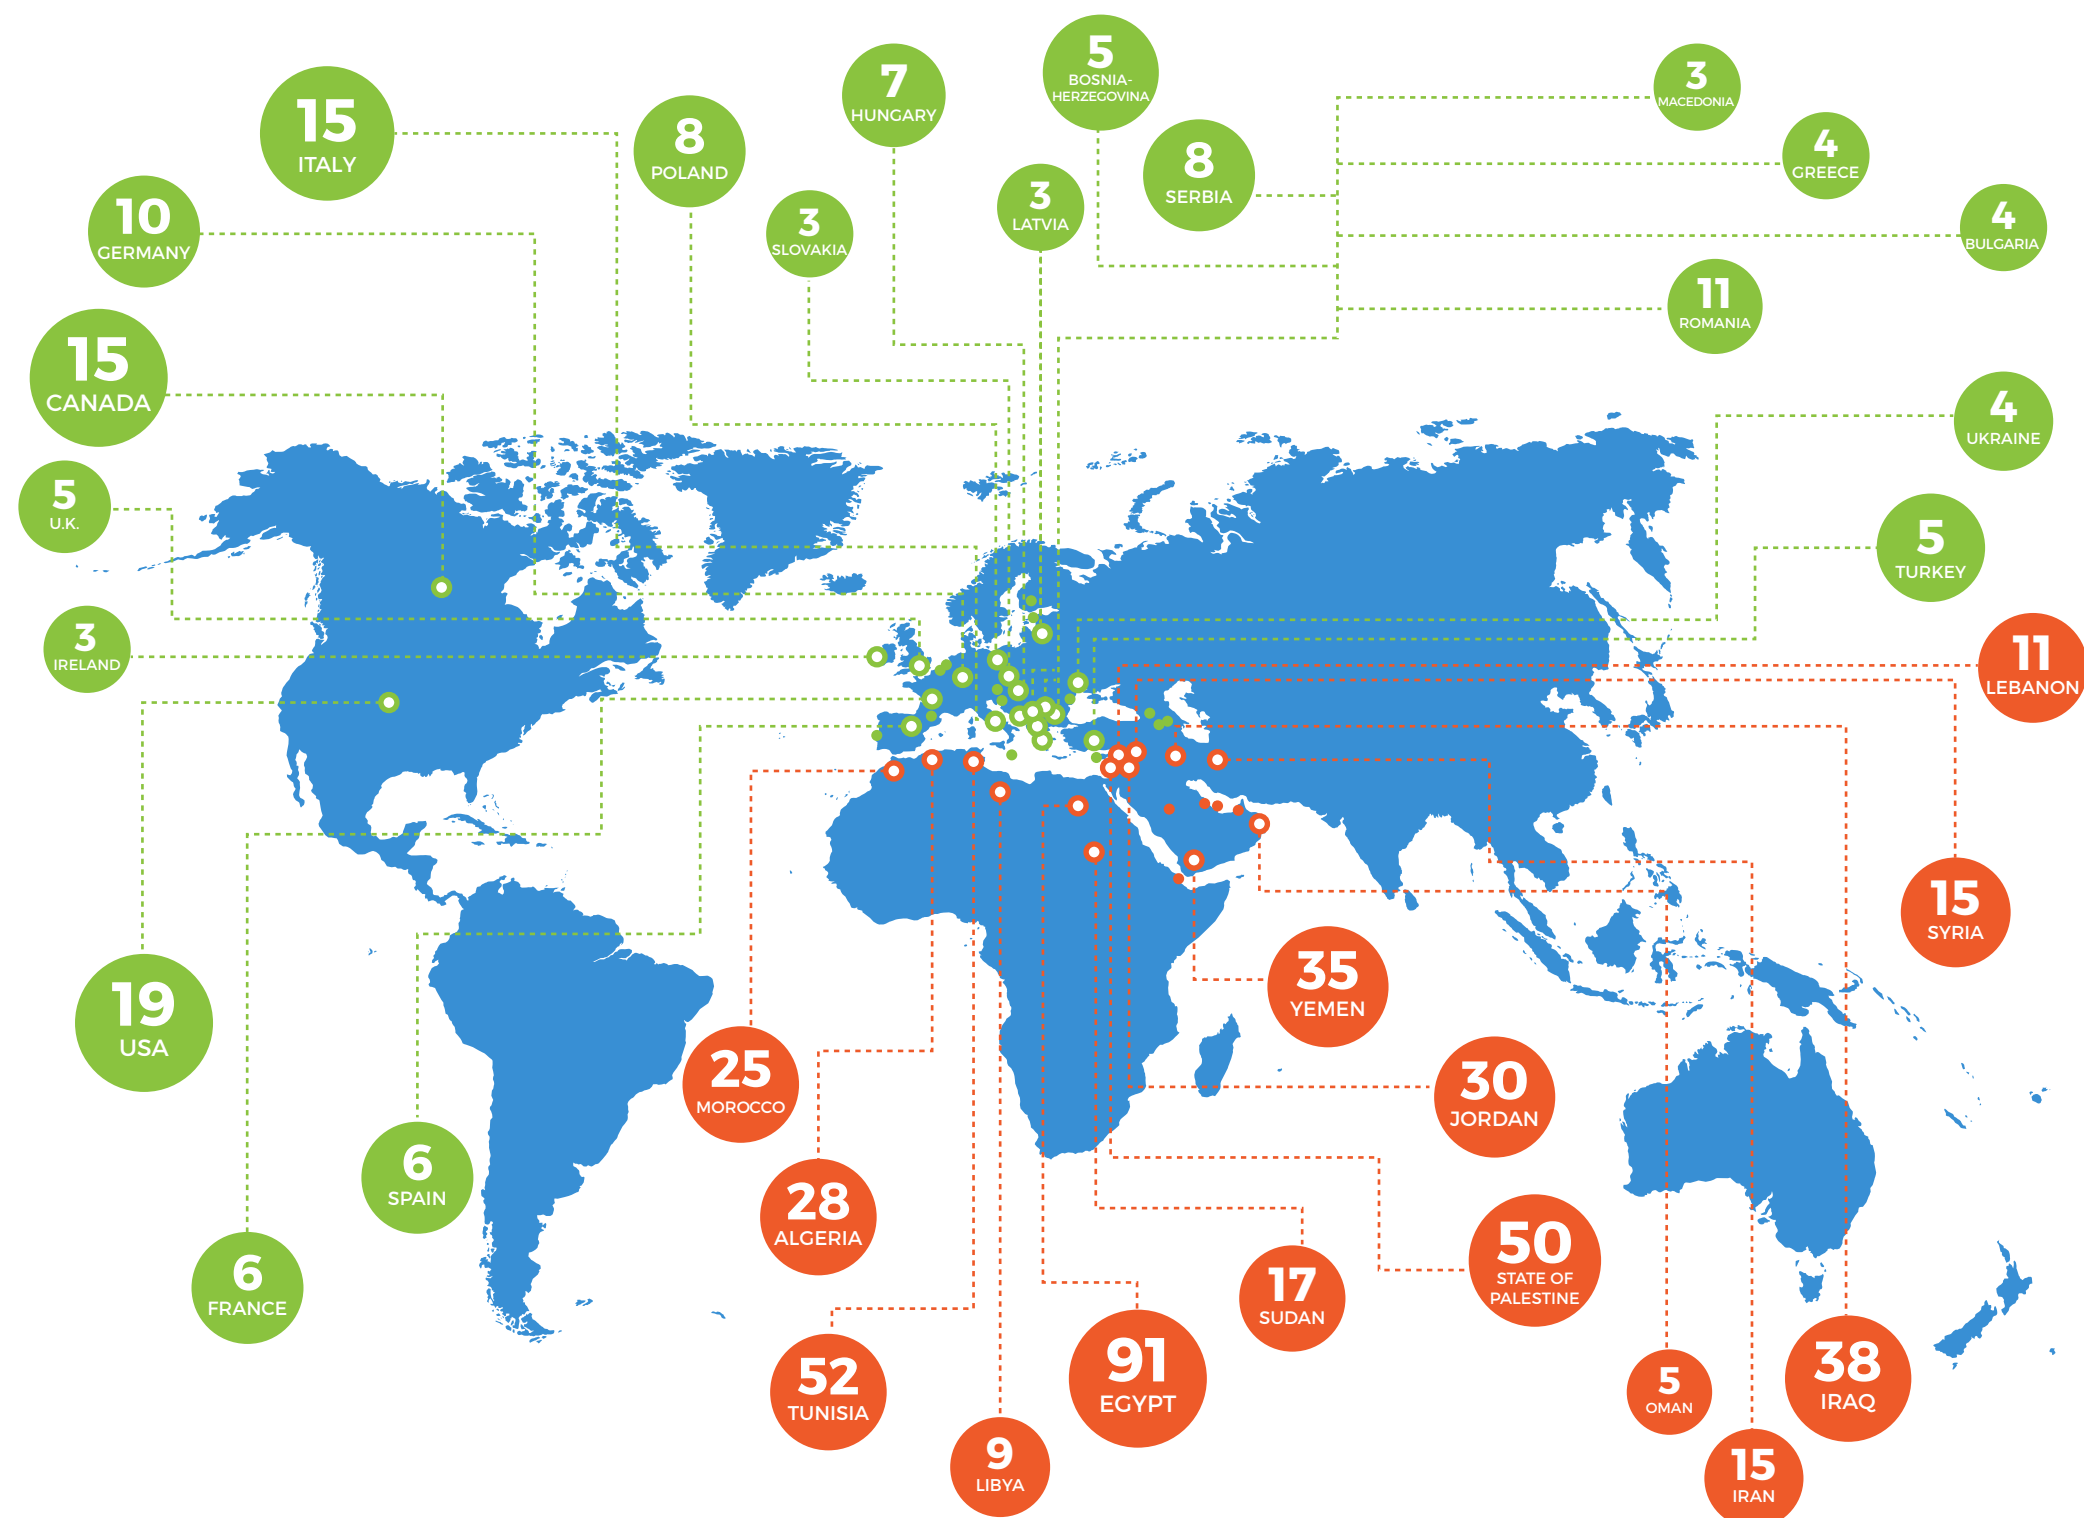 5
BOSNIA-
HERZEGOVINA
7
HUNGARY
3
MACEDONIA
15
ITALY
8
POLAND
8
SERBIA
4
GREECE
10
GERMANY
3
SLOVAKIA
3
LATVIA
4
BULGARIA
11
ROMANIA
15
CANADA
4
UKRAINE
5
U.K.
5
TURKEY
3
IRELAND
11
LEBANON
15
SYRIA
19
USA
35
YEMEN
25
MOROCCO
30
JORDAN
6
SPAIN
28
ALGERIA
50
STATE OF
PALESTINE
6
FRANCE
17
SUDAN
52
TUNISIA
91
EGYPT
5
OMAN
38
IRAQ
9
LIBYA
15
IRAN